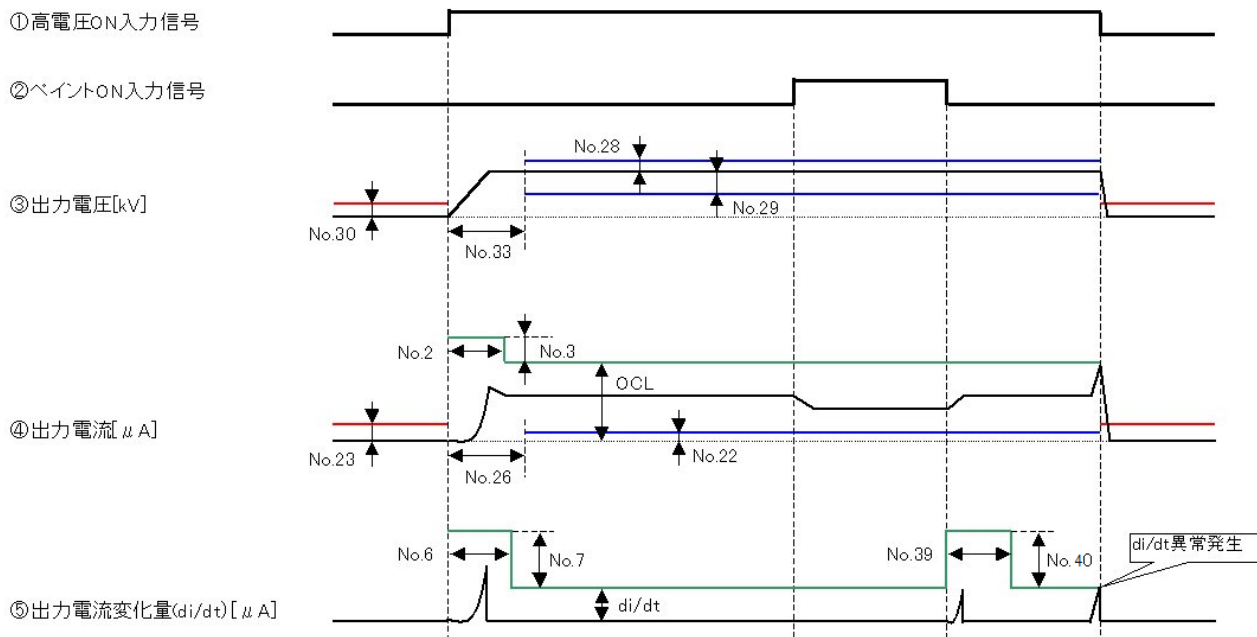 ①高電圧ON入力信号
②ペイントON入力信号
No.28
③出力電圧[kV]
No.29
No.30
No.33
No.2
No.3
OCL
④出力電流[μA]
No.23
No.22
No.26
No.6
No.7
No.39
No.40
di/dt異常発生
di/dt
⑤出力電流変化量(di/dt)[μA]